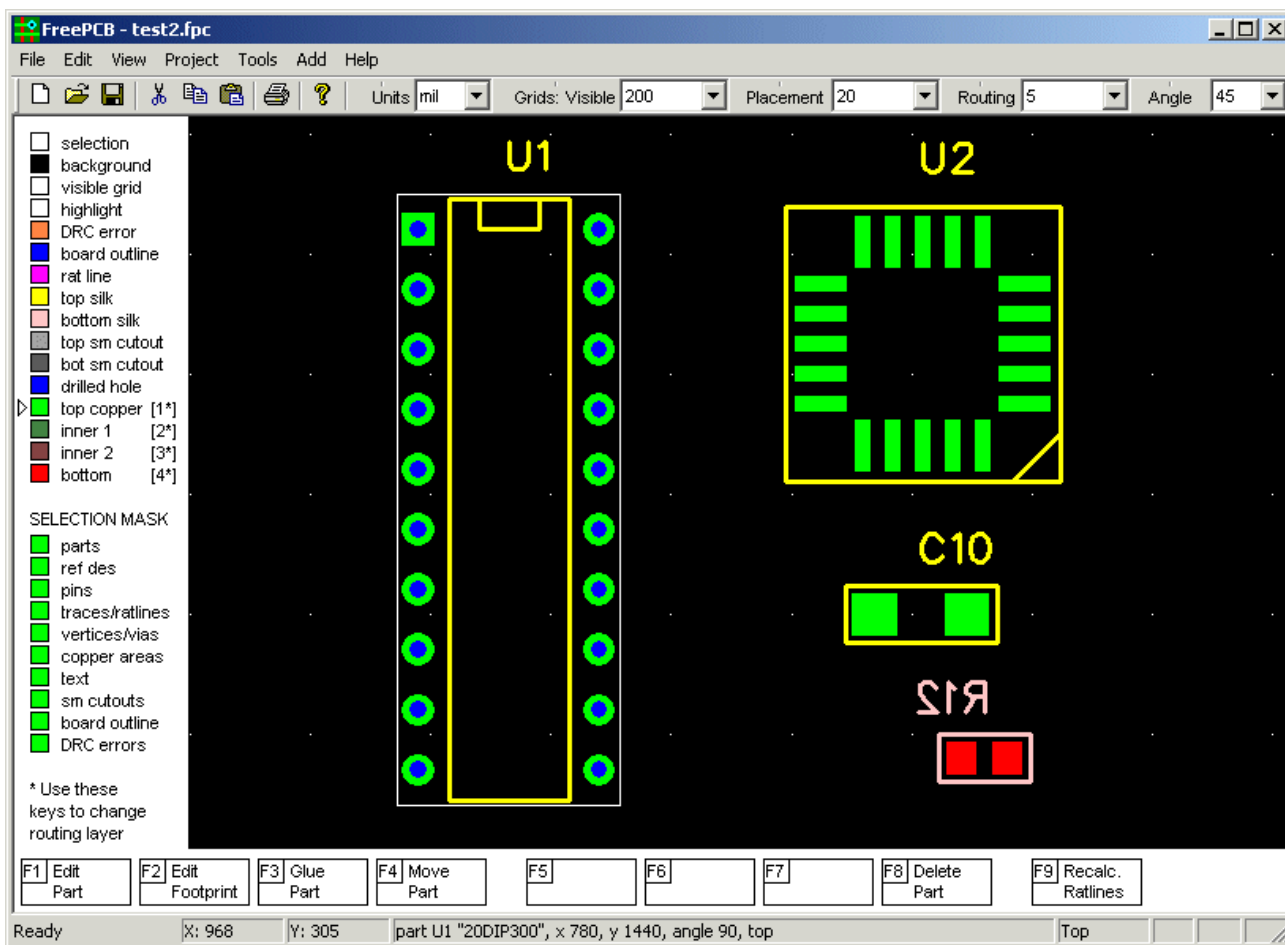 FreePCB - test2.fpc
File Edit View Project Tools Add Help
Units mil Grids: Visible 200 Placement 20 Routing 5 Angle 45
selection
background
visible grid
highlight
DRC error
board outline
rat line
top silk
bottom silk
top sm cutout
bot sm cutout
drilled hole
top copper [1*]
inner 1 [2*]
inner 2 [3*]
bottom [4*]
SELECTION MASK
parts
ref des
pins
traces/ratlines
vertices/vias
copper areas
text
sm cutouts
board outline
DRC errors
* Use these
keys to change
routing layer
U1
U2
C10
R12
F1 Edit Part
F2 Edit Footprint
F3 Glue Part
F4 Move Part
F5
F6
F7
F8 Delete Part
F9 Recalc. Ratlines
Ready X: 968 Y: 305 part U1 "20DIP300", x 780, y 1440, angle 90, top Top